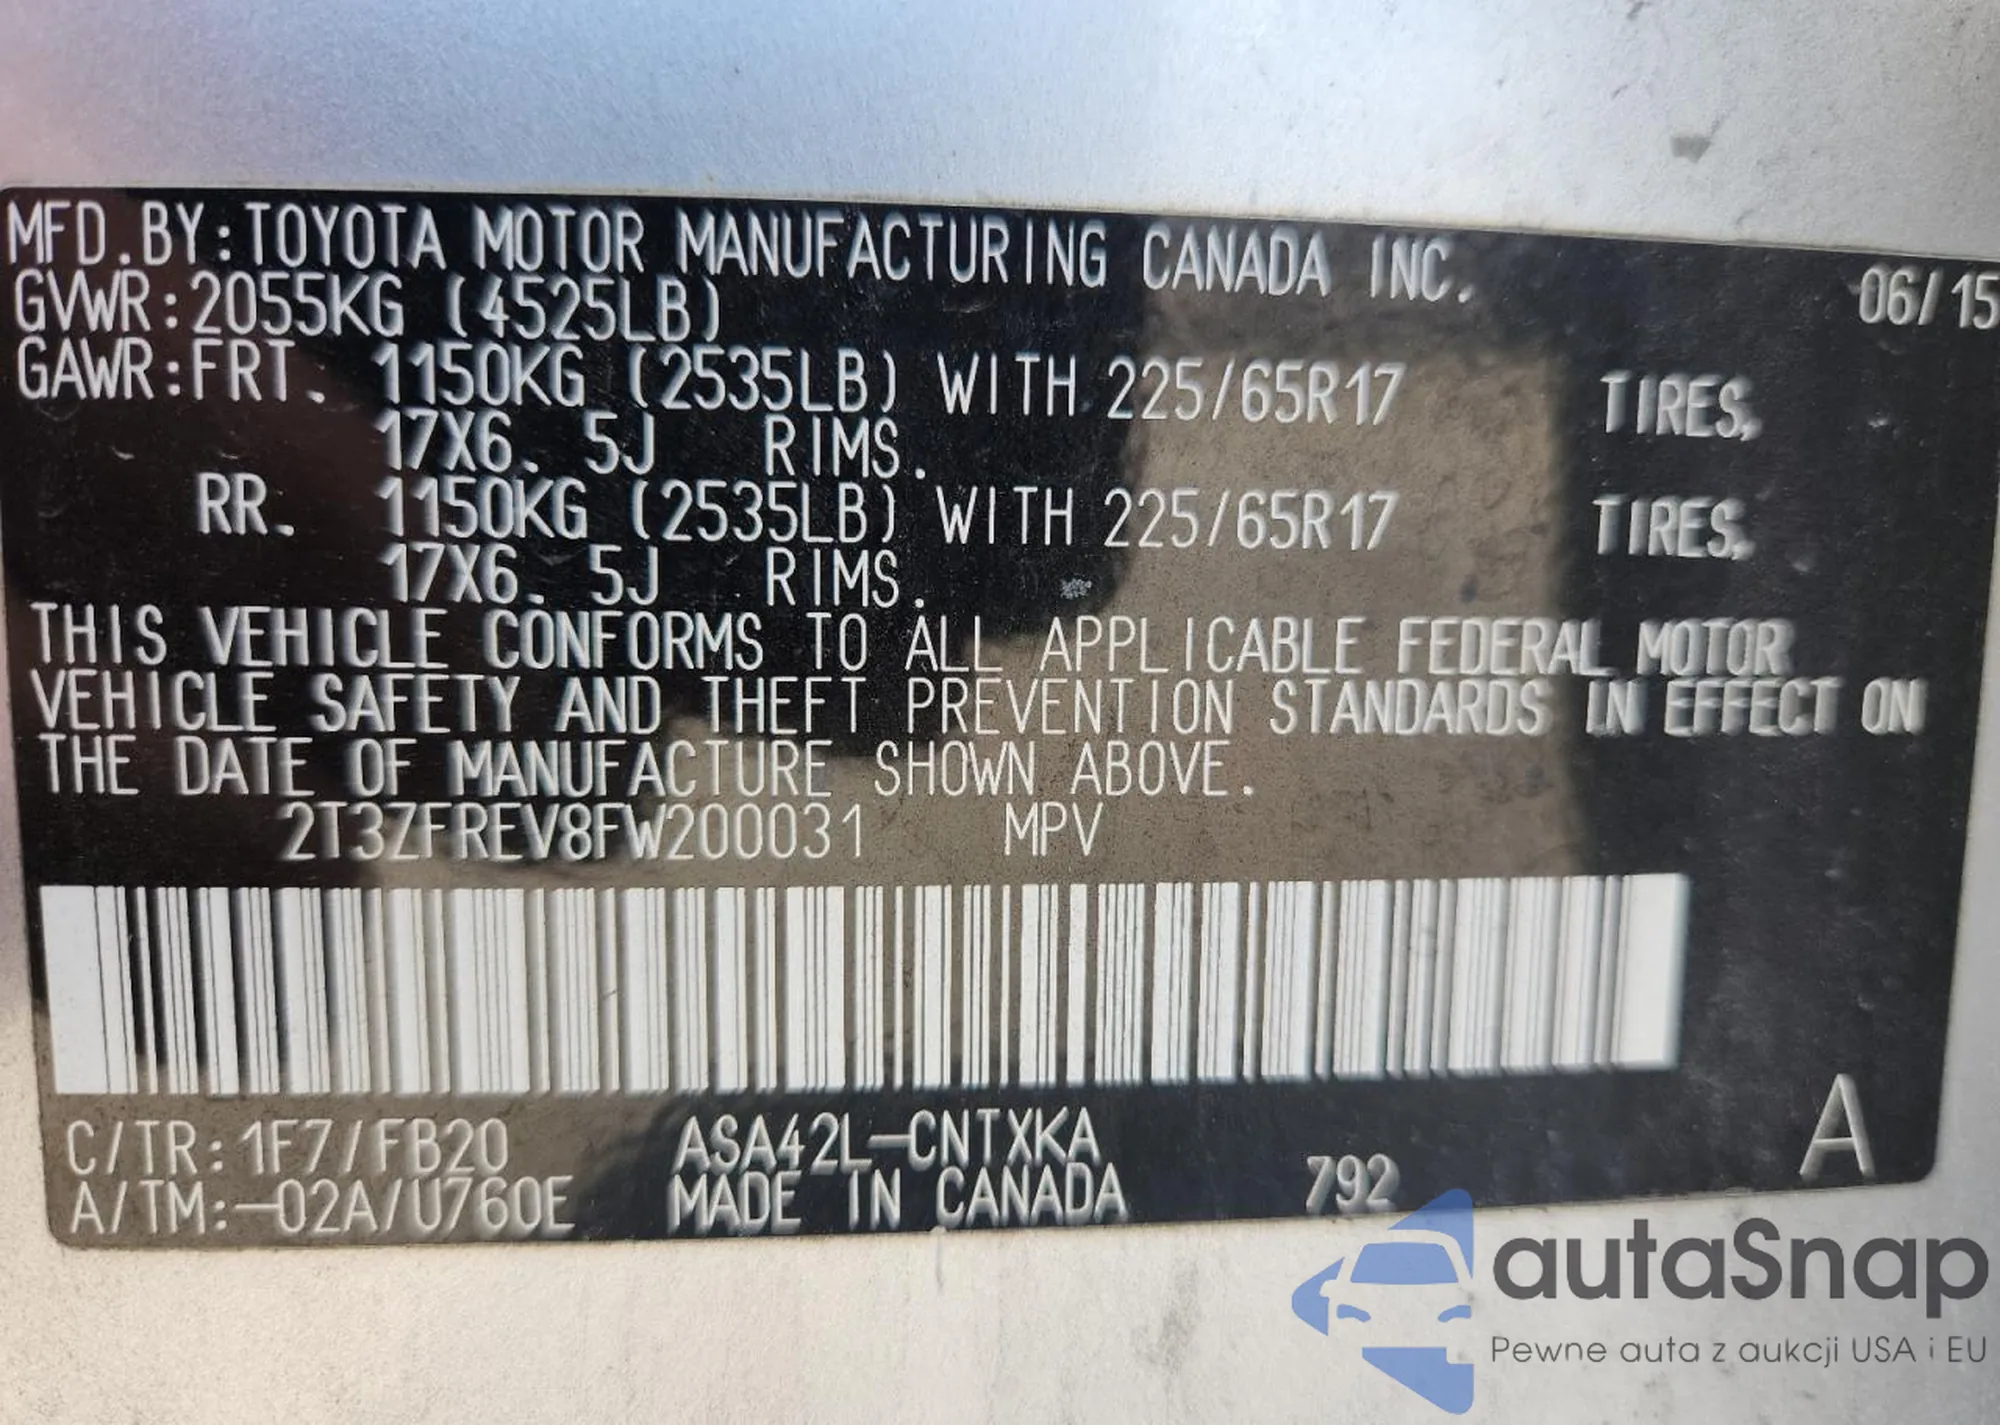 MFD.BY:TOYOTA MOTOR MANUFACTURING CANADA INC. 06/15
GVWR:2055KG (4525LB)
GAWR:FRT. 1150KG (2535LB) WITH 225/65R17 TIRES,
17X6.5J RIMS.
RR. 1150KG (2535LB) WITH 225/65R17 TIRES,
17X6.5J RIMS.
THIS VEHICLE CONFORMS TO ALL APPLICABLE FEDERAL MOTOR
VEHICLE SAFETY AND THEFT PREVENTION STANDARDS IN EFFECT ON
THE DATE OF MANUFACTURE SHOWN ABOVE.
2T3ZFREV8FW200031 MPV
C/TR:1F7/FB20 ASA42L-CNTXKA
A/TM:-02A/U760E MADE IN CANADA 792 A
autaSnap
Pewne auta z aukcji USA i EU